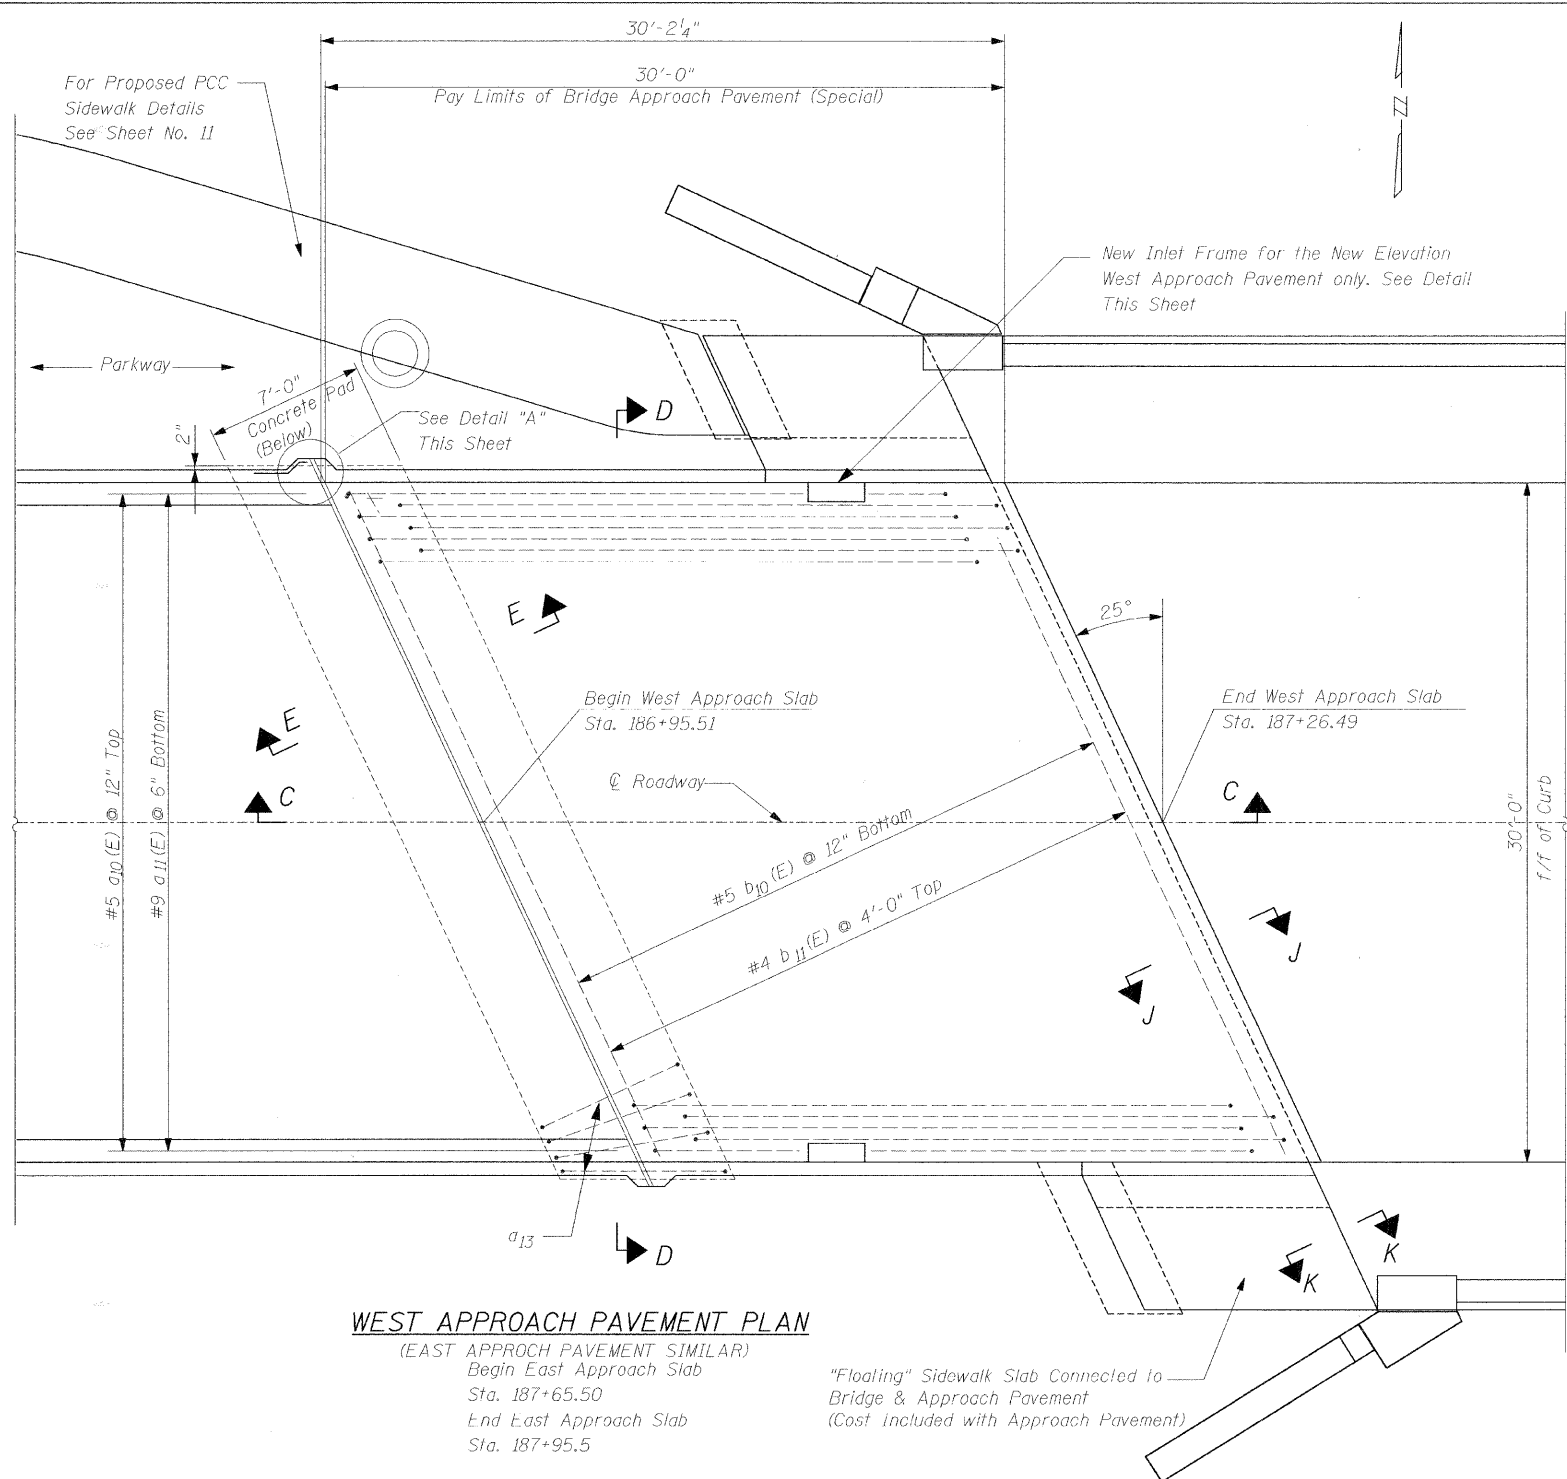 30'-2¼"
30'-0"
Pay Limits of Bridge Approach Pavement (Special)
For Proposed PCC
Sidewalk Details
See Sheet No. 11
N
New Inlet Frame for the New Elevation
West Approach Pavement only. See Detail
This Sheet
Parkway
7'-0"
Concrete Pad
(Below)
2"
See Detail "A"
This Sheet
D
E
25°
Begin West Approach Slab
Sta. 186+95.51
End West Approach Slab
Sta. 187+26.49
E
C
℄ Roadway
C
#5 a10(E) @ 12" Top
#9 a11(E) @ 6" Bottom
#5 b10(E) @ 12" Bottom
#4 b11(E) @ 4'-0" Top
30'-0"
f/f of Curb
J
J
a13
D
K
K
WEST APPROACH PAVEMENT PLAN
(EAST APPROCH PAVEMENT SIMILAR)
Begin East Approach Slab
Sta. 187+65.50
End East Approach Slab
Sta. 187+95.5
"Floating" Sidewalk Slab Connected to
Bridge & Approach Pavement
(Cost included with Approach Pavement)